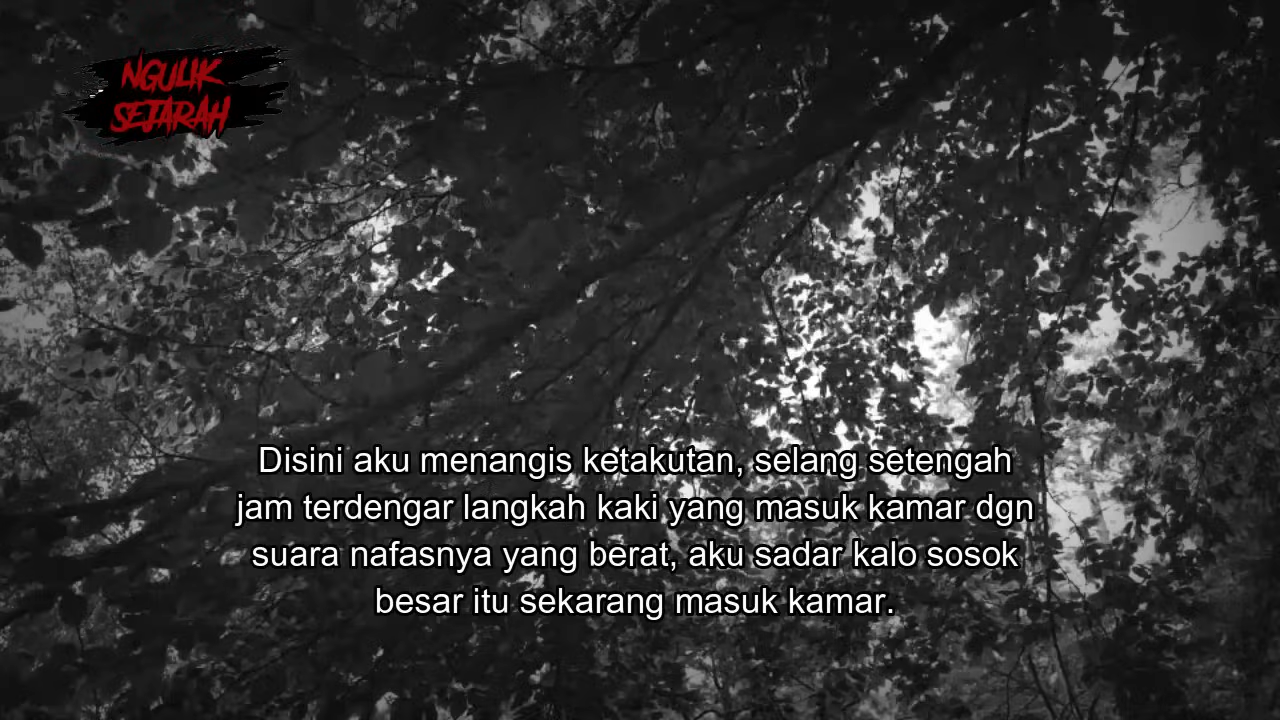 NGULIK
SEJARAH
Disini aku menangis ketakutan, selang setengah
jam terdengar langkah kaki yang masuk kamar dgn
suara nafasnya yang berat, aku sadar kalo sosok
besar itu sekarang masuk kamar.